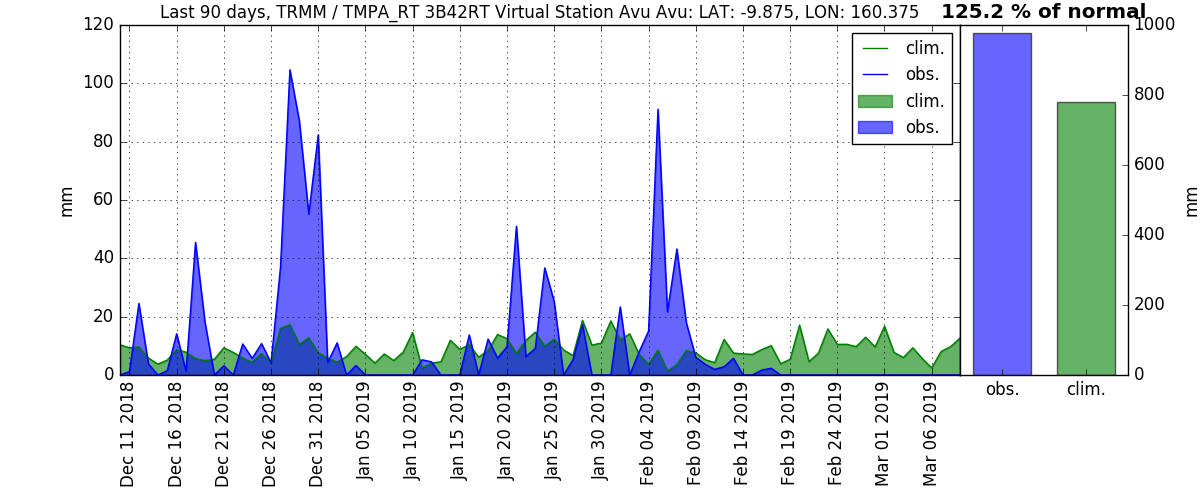 Last 90 days, TRMM / TMPA_RT 3B42RT Virtual Station Avu Avu: LAT: -9.875, LON: 160.375
125.2 % of normal
120
100
80
60
40
20
0
mm
clim.
obs.
clim.
obs.
1000
800
600
400
200
0
mm
Dec 11 2018
Dec 16 2018
Dec 21 2018
Dec 26 2018
Dec 31 2018
Jan 05 2019
Jan 10 2019
Jan 15 2019
Jan 20 2019
Jan 25 2019
Jan 30 2019
Feb 04 2019
Feb 09 2019
Feb 14 2019
Feb 19 2019
Feb 24 2019
Mar 01 2019
Mar 06 2019
obs.
clim.